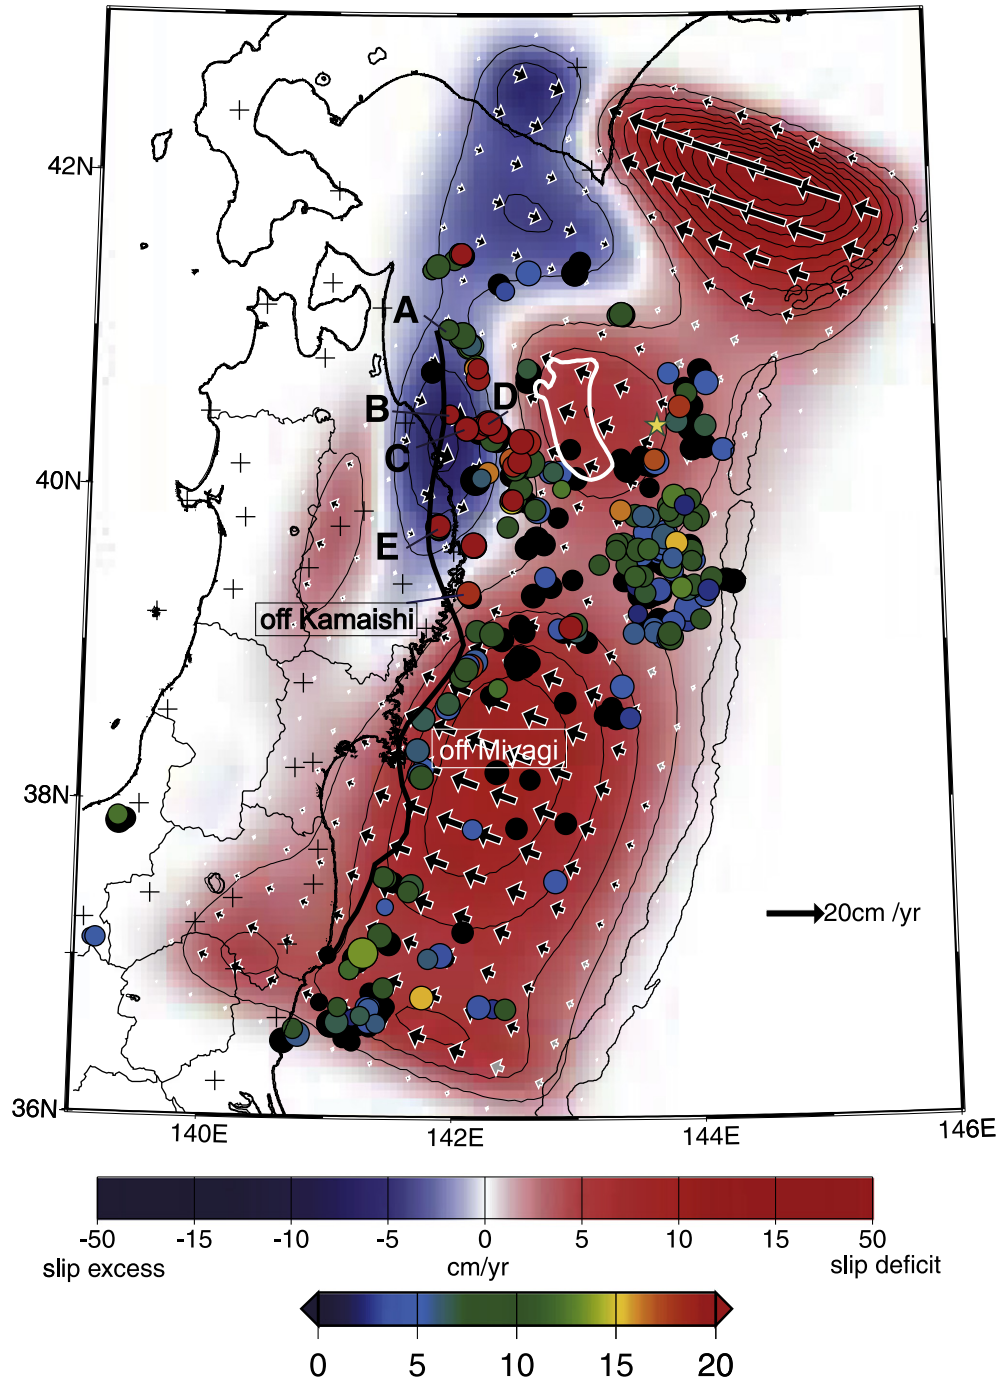 42N
A
B
D
C
40N
E
off Kamaishi
off Miyagi
38N
20cm /yr
36N
140E
142E
144E
146E
-50
-15
-10
-5
0
5
10
15
50
slip excess
cm/yr
slip deficit
0
5
10
15
20